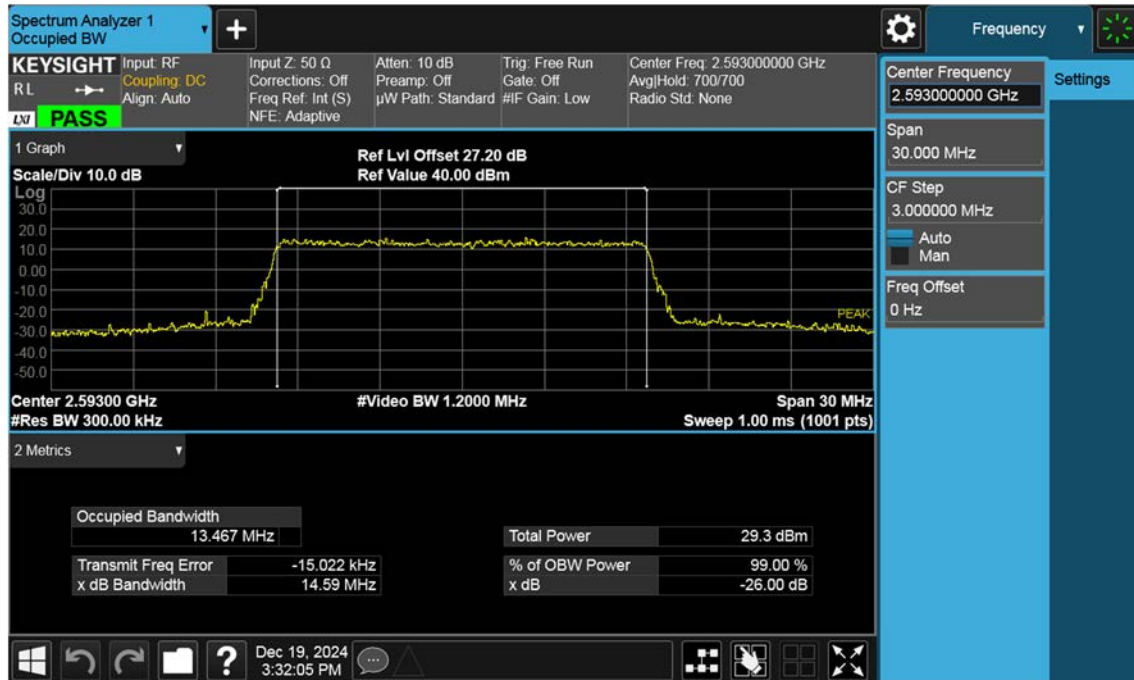 Spectrum Analyzer 1
Occupied BW
+
Frequency
KEYSIGHT
RL
LXI
PASS
Input: RF
Coupling: DC
Align: Auto
Input Z: 50 Ω
Corrections: Off
Freq Ref: Int (S)
NFE: Adaptive
Atten: 10 dB
Preamp: Off
µW Path: Standard
Trig: Free Run
Gate: Off
#IF Gain: Low
Center Freq: 2.593000000 GHz
Avg|Hold: 700/700
Radio Std: None
1 Graph
Scale/Div 10.0 dB
Ref Lvl Offset 27.20 dB
Ref Value 40.00 dBm
Log
30.0
20.0
10.0
0.00
-10.0
-20.0
-30.0
-40.0
-50.0
PEAK
Center 2.59300 GHz
#Video BW 1.2000 MHz
Span 30 MHz
#Res BW 300.00 kHz
Sweep 1.00 ms (1001 pts)
2 Metrics
Occupied Bandwidth
13.467 MHz
Total Power 29.3 dBm
Transmit Freq Error -15.022 kHz
% of OBW Power 99.00 %
x dB Bandwidth 14.59 MHz
x dB -26.00 dB
Center Frequency
2.593000000 GHz
Settings
Span
30.000 MHz
CF Step
3.000000 MHz
Auto
Man
Freq Offset
0 Hz
?
Dec 19, 2024
3:32:05 PM